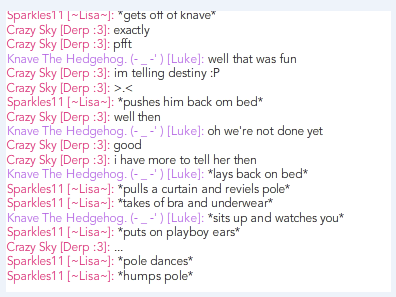 Sparkles11 [~Lisa~]: *gets off of knave*
Crazy Sky [Derp :3]: exactly
Crazy Sky [Derp :3]: pfft
Knave The Hedgehog. (-_-' ) [Luke]: well that was fun
Crazy Sky [Derp :3]: im telling destiny :P
Crazy Sky [Derp :3]: >.<
Sparkles11 [~Lisa~]: *pushes him back om bed*
Crazy Sky [Derp :3]: well then
Knave The Hedgehog. (-_-' ) [Luke]: oh we're not done yet
Crazy Sky [Derp :3]: good
Crazy Sky [Derp :3]: i have more to tell her then
Knave The Hedgehog. (-_-' ) [Luke]: *lays back on bed*
Sparkles11 [~Lisa~]: *pulls a curtain and reviels pole*
Sparkles11 [~Lisa~]: *takes of bra and underwear*
Knave The Hedgehog. (-_-' ) [Luke]: *sits up and watches you*
Sparkles11 [~Lisa~]: *puts on playboy ears*
Crazy Sky [Derp :3]: ...
Sparkles11 [~Lisa~]: *pole dances*
Sparkles11 [~Lisa~]: *humps pole*